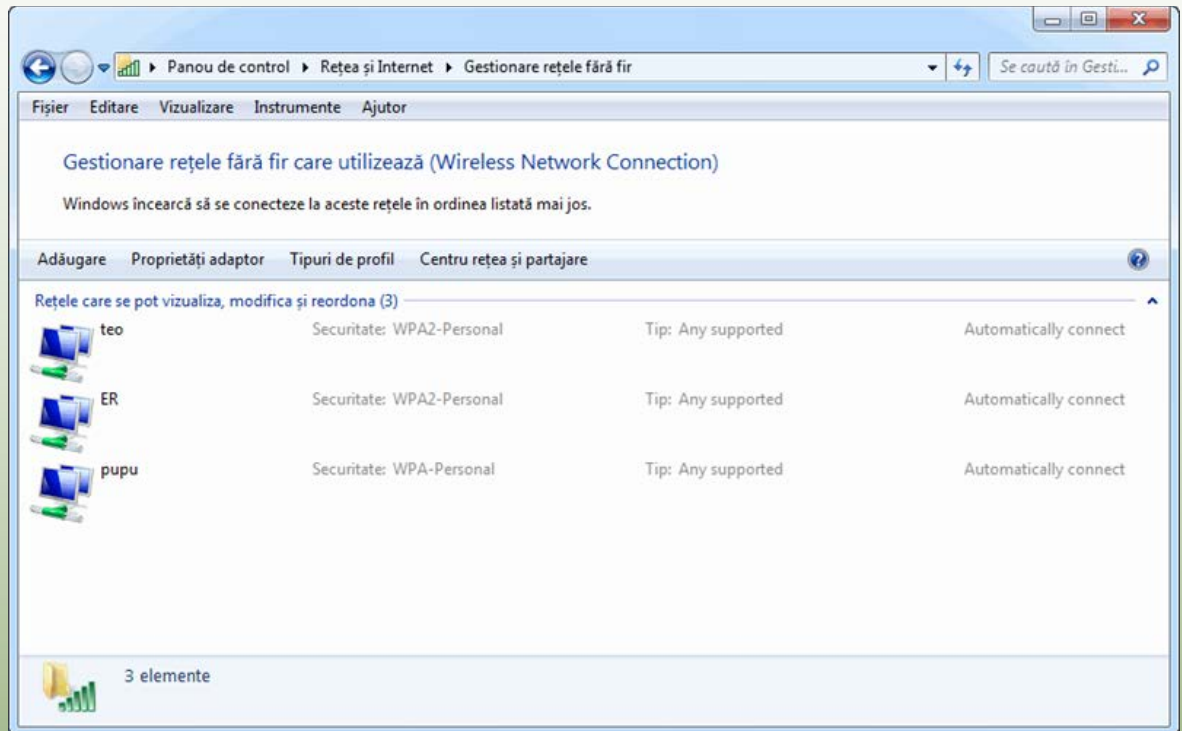 Panou de control ▸ Rețea și Internet ▸ Gestionare rețele fără fir
Se caută în Gesti...
Fișier Editare Vizualizare Instrumente Ajutor
Gestionare rețele fără fir care utilizează (Wireless Network Connection)
Windows încearcă să se conecteze la aceste rețele în ordinea listată mai jos.
Adăugare Proprietăți adaptor Tipuri de profil Centru rețea și partajare
Rețele care se pot vizualiza, modifica și reordona (3)
teo Securitate: WPA2-Personal Tip: Any supported Automatically connect
ER Securitate: WPA2-Personal Tip: Any supported Automatically connect
pupu Securitate: WPA-Personal Tip: Any supported Automatically connect
3 elemente